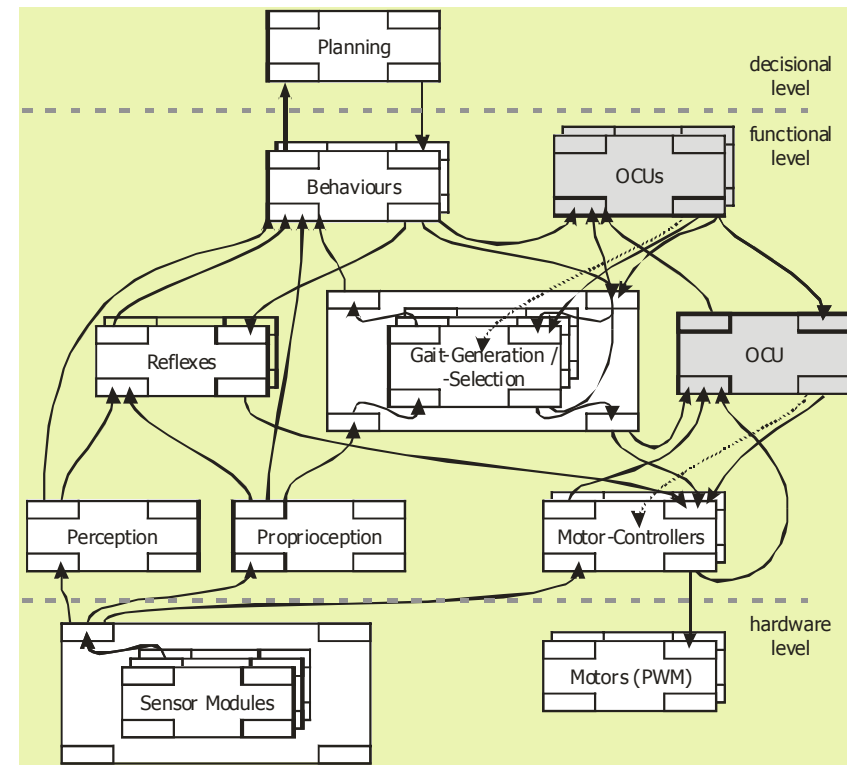 Planning
decisional
level
functional
level
Behaviours
OCUs
Reflexes
Gait-Generation /
-Selection
OCU
Perception
Proprioception
Motor-Controllers
hardware
level
Motors (PWM)
Sensor Modules